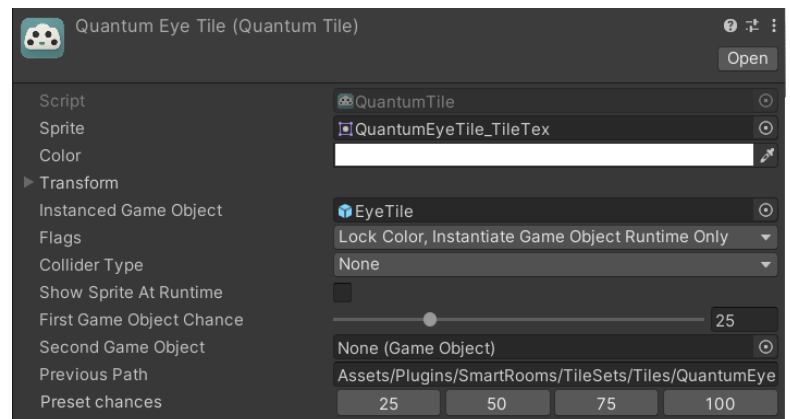 Quantum Eye Tile (Quantum Tile)
Open
Script QuantumTile
Sprite QuantumEyeTile_TileTex
Color
Transform
Instanced Game Object EyeTile
Flags Lock Color, Instantiate Game Object Runtime Only
Collider Type None
Show Sprite At Runtime
First Game Object Chance 25
Second Game Object None (Game Object)
Previous Path Assets/Plugins/SmartRooms/TileSets/Tiles/QuantumEye
Preset chances 25 50 75 100